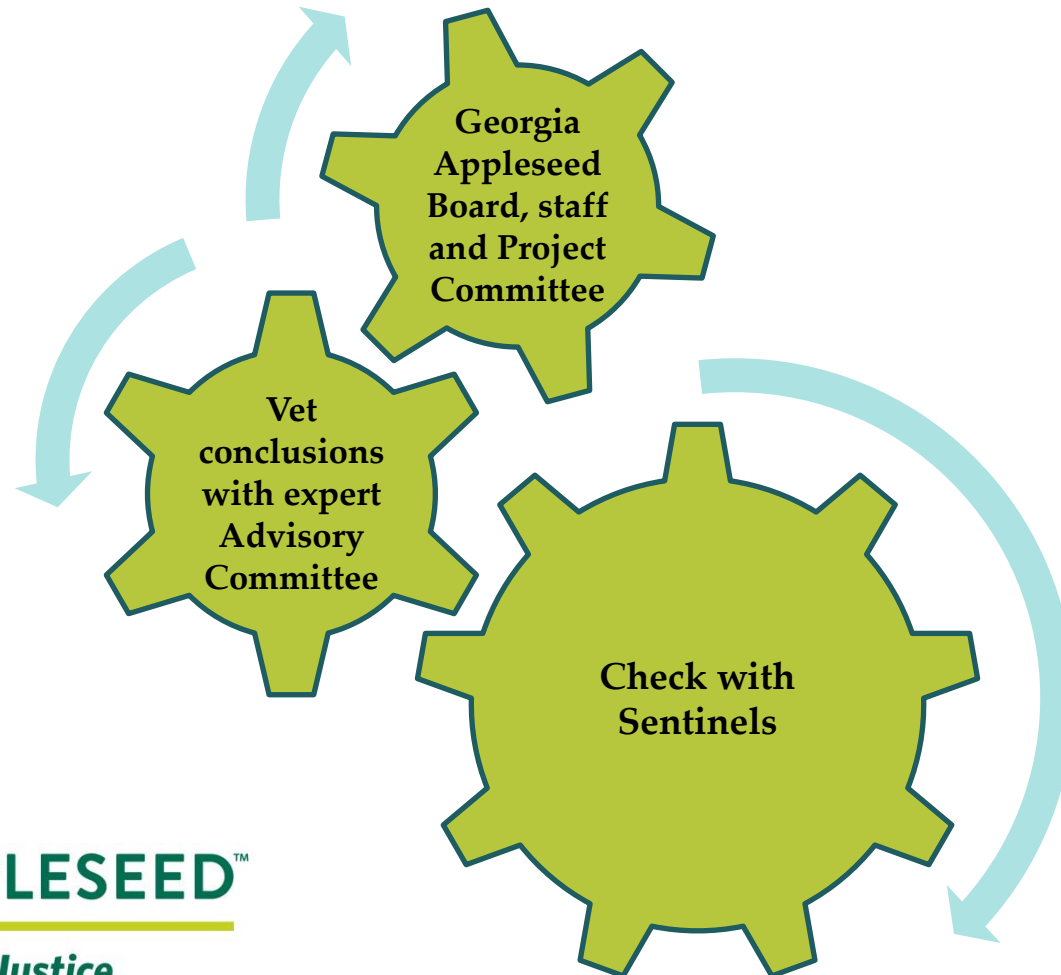 Georgia
Appleseed
Board, staff
and Project
Committee
Vet
conclusions
with expert
Advisory
Committee
Check with
Sentinels
LESEED™
Justice